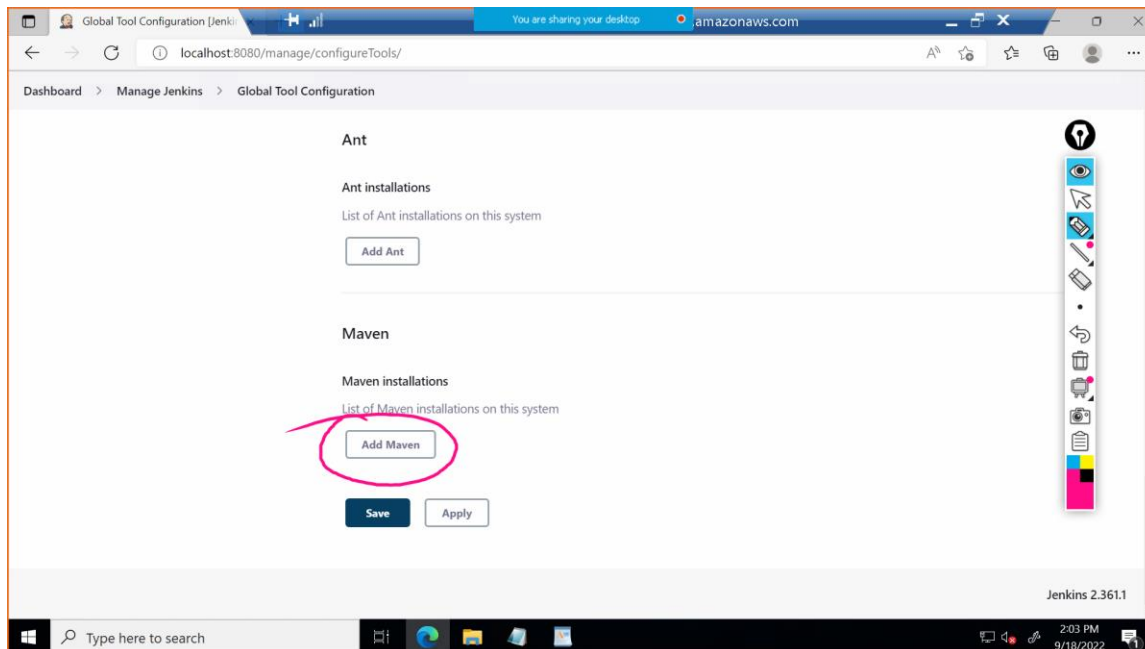 Global Tool Configuration [Jenki
You are sharing your desktop
amazonaws.com
localhost:8080/manage/configureTools/
Dashboard > Manage Jenkins > Global Tool Configuration
Ant
Ant installations
List of Ant installations on this system
Add Ant
Maven
Maven installations
List of Maven installations on this system
Add Maven
Save Apply
Jenkins 2.361.1
Type here to search
2:03 PM
9/18/2022